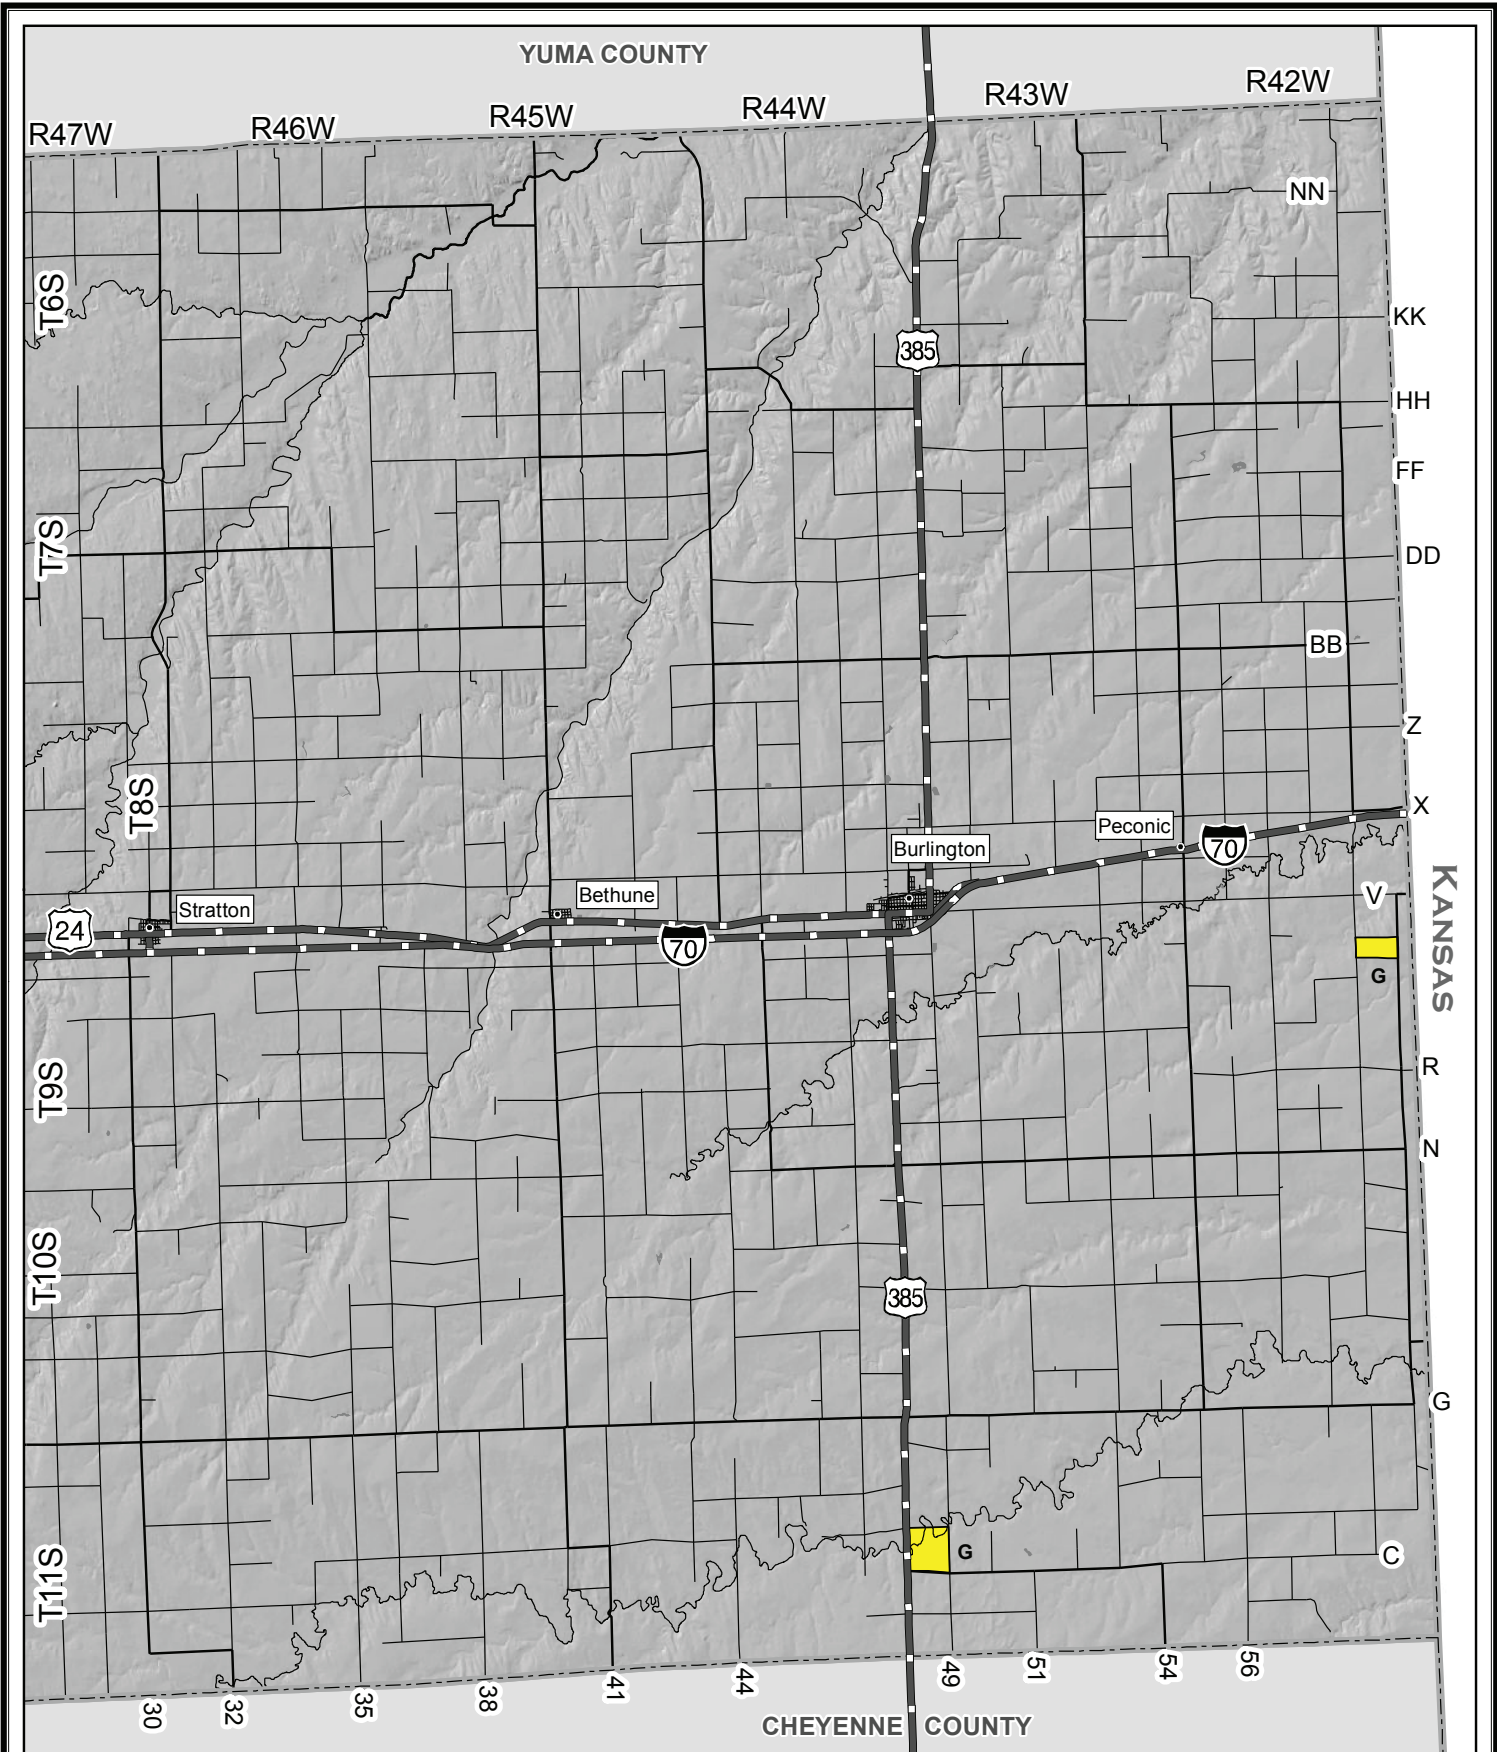 YUMA COUNTY
R47W
R46W
R45W
R44W
R43W
R42W
NN
T6S
KK
385
HH
FF
T7S
DD
BB
Z
T8S
X
Peconic
70
Burlington
Bethune
Stratton
V
24
70
KANSAS
G
T9S
R
N
T10S
385
G
T11S
G
C
30
32
35
38
41
44
49
51
54
56
CHEYENNE COUNTY